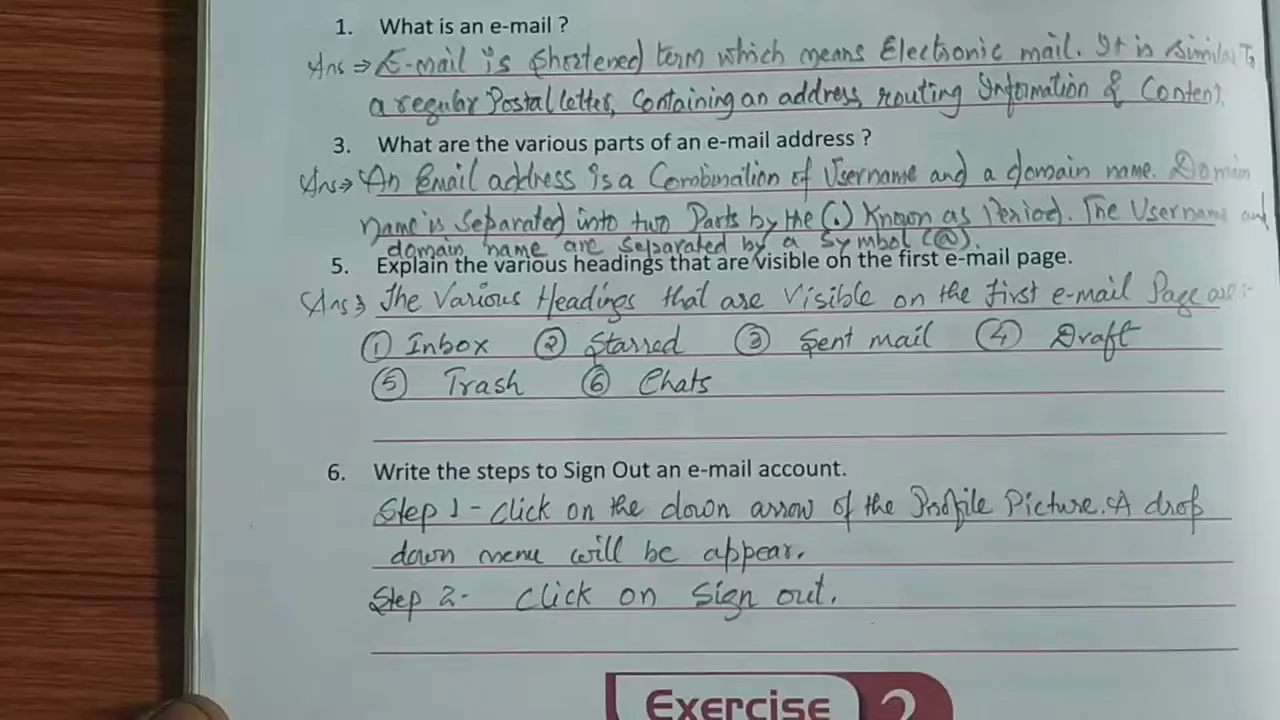 1. What is an e-mail ?
Ans ⇒ E-mail is Shortened term which means Electronic mail. It is similar To
a regular Postal letter, Containing an address routing Information & Content.
3. What are the various parts of an e-mail address ?
Ans ⇒ An Email address is a Combination of Username and a domain name. Domain
name is Separated into two Parts by the (.) Known as Period. The Username and
domain name are separated by a Symbol (@).
5. Explain the various headings that are visible on the first e-mail page.
Ans ⇒ The Various Headings that are visible on the first e-mail Page are:-
① Inbox ② Starred ③ Sent mail ④ Draft
⑤ Trash ⑥ Chats
6. Write the steps to Sign Out an e-mail account.
Step 1 - Click on the down arrow of the Profile Picture. A drop
down menu will be appear.
Step 2 - Click on Sign out.
Exercise 2